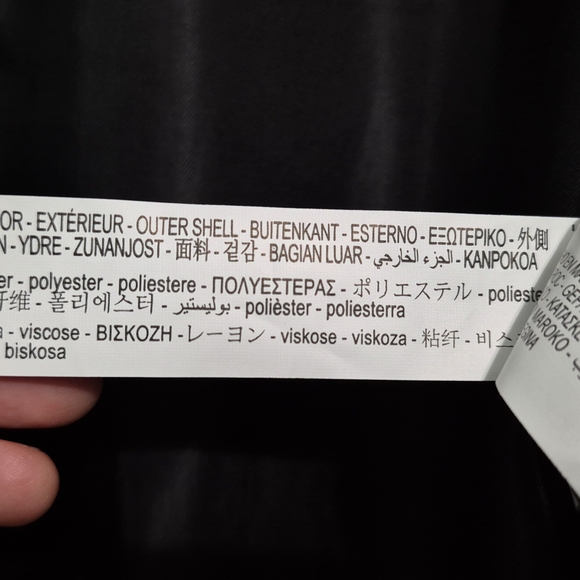 OR - EXTÉRIEUR - OUTER SHELL - BUITENKANT - ESTERNO - ΕΞΩΤΕΡΙΚΟ - 外側
N - YDRE - ZUNANJOST - 面料 - 겉감 - BAGIAN LUAR - الجزء الخارجي - KANPOKOA
er - polyester - poliestere - ΠΟΛΥΕΣΤΕΡΑΣ - ポリエステル - polieste
纤维 - 폴리에스터 - بوليستير - polièster - poliesterra
a - viscose - ΒΙΣΚΟΖΗ - レーヨン - viskose - viskoza - 粘纤 - 비스
biskosa
MAROKO -